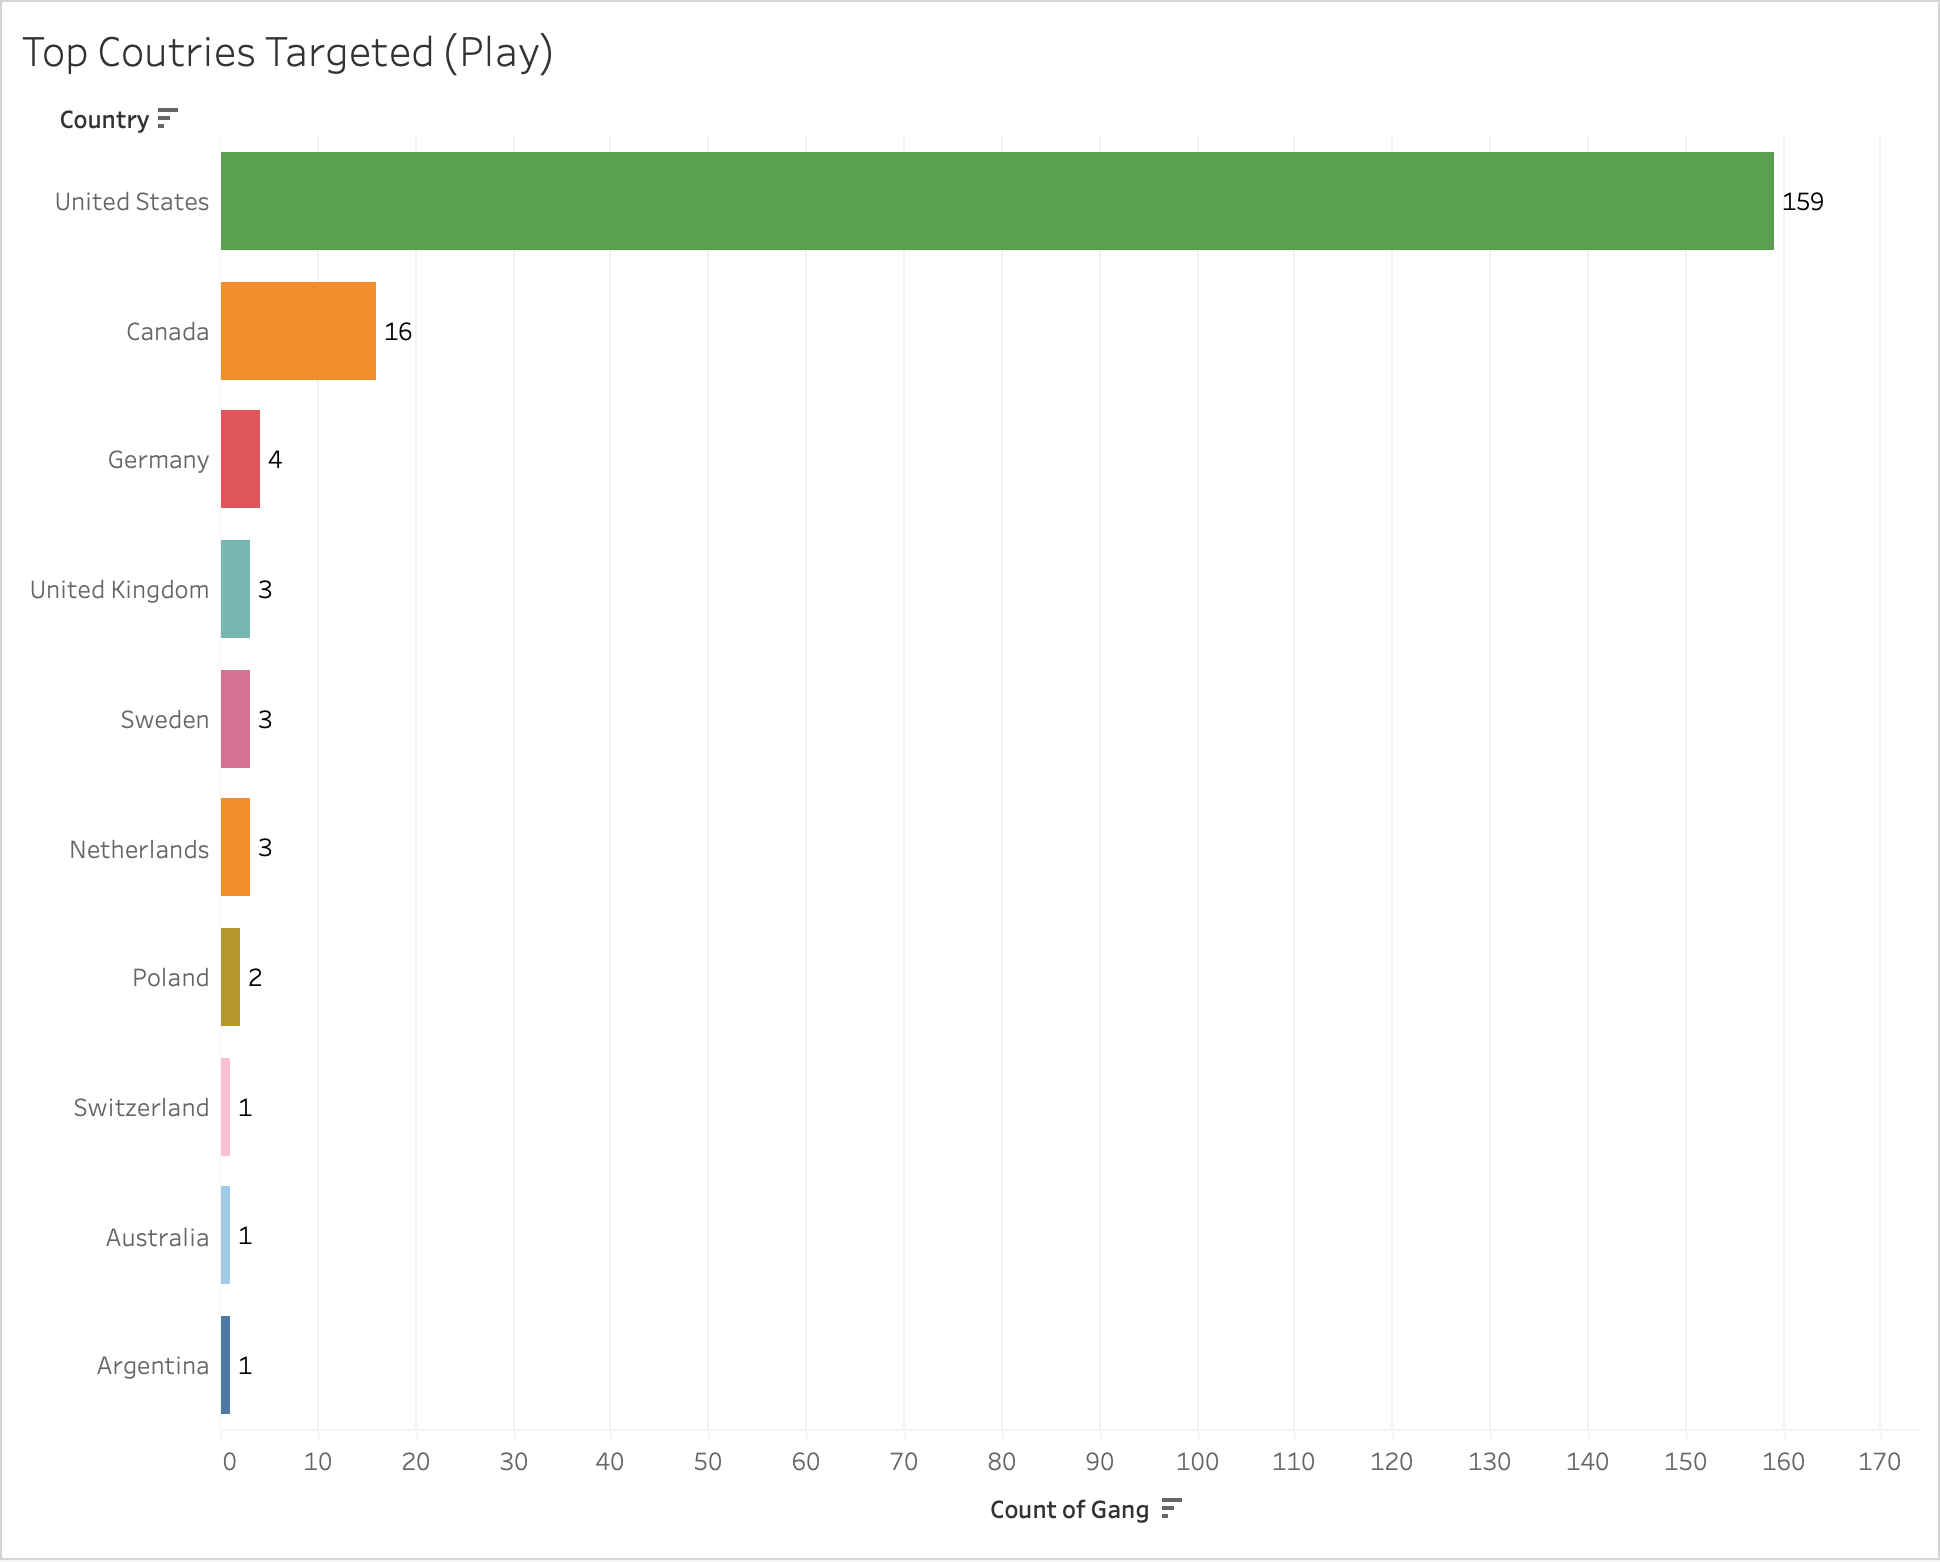 Top Coutries Targeted (Play)
Country
United States 159
Canada 16
Germany 4
United Kingdom 3
Sweden 3
Netherlands 3
Poland 2
Switzerland 1
Australia 1
Argentina 1
0 10 20 30 40 50 60 70 80 90 100 110 120 130 140 150 160 170
Count of Gang